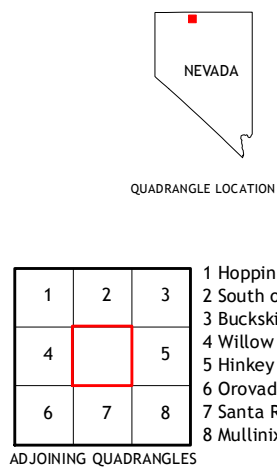 NEVADA
QUADRANGLE LOCATION
1 2 3
4 5
6 7 8
1 Hoppin
2 South o
3 Buckski
4 Willow
5 Hinkey
6 Orovad
7 Santa R
8 Mullinix
ADJOINING QUADRANGLES